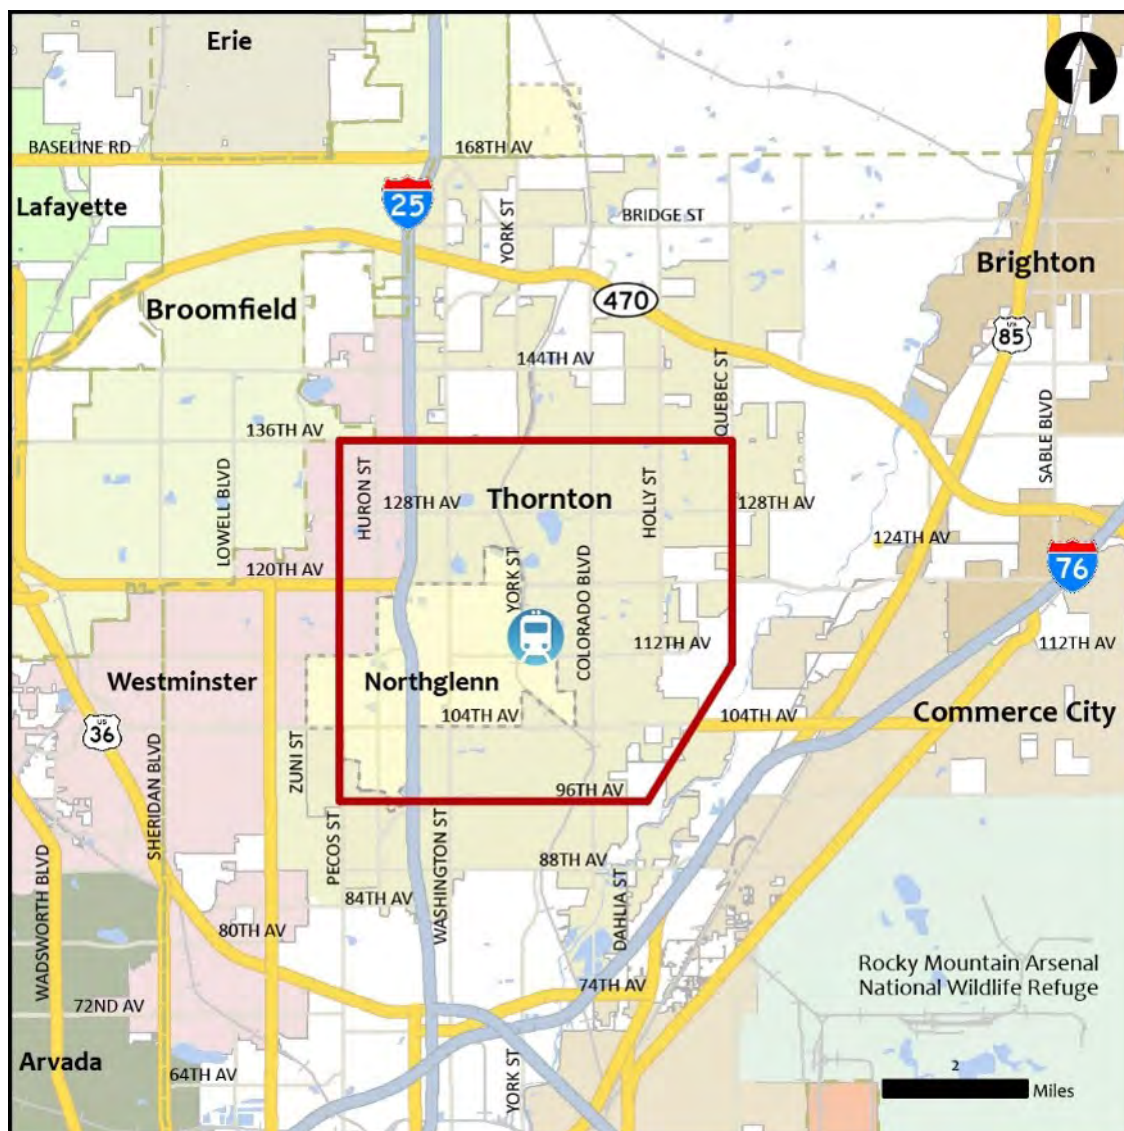 Erie
BASELINE RD
168TH AV
Lafayette
25
YORK ST
BRIDGE ST
Brighton
Broomfield
470
US
85
144TH AV
QUEBEC ST
136TH AV
SABLE BLVD
LOWELL BLVD
HURON ST
128TH AV
Thornton
HOLLY ST
128TH AV
124TH AV
120TH AV
YORK ST
COLORADO BLVD
76
112TH AV
112TH AV
Westminster
Northglenn
104TH AV
104TH AV
Commerce City
US
36
ZUNI ST
SHERIDAN BLVD
96TH AV
PECOS ST
WASHINGTON ST
WADSWORTH BLVD
88TH AV
84TH AV
DAHLIA ST
80TH AV
74TH AV
Rocky Mountain Arsenal
National Wildlife Refuge
72ND AV
Arvada
64TH AV
YORK ST
2
Miles